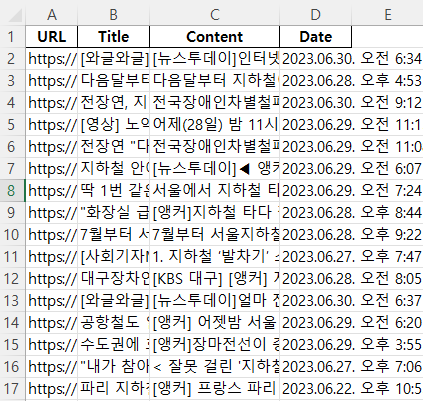 A B C D E
1 URL Title Content Date
2 https:// [와글와글] [뉴스투데이]인터넷 2023.06.30. 오전 6:34
3 https:// 다음달부터 다음달부터 지하철 2023.06.28. 오후 4:53
4 https:// 전장연, 지 전국장애인차별철폐 2023.06.30. 오전 9:12
5 https:// [영상] 노 어제(28일) 밤 11시 2023.06.29. 오전 11:1
6 https:// 전장연 "다 전국장애인차별철폐 2023.06.29. 오전 11:0
7 https:// 지하철 안 [뉴스투데이]◀ 앵커 2023.06.29. 오전 6:07
8 https:// 딱 1번 같은 서울에서 지하철 타 2023.06.29. 오전 7:24
9 https:// "화장실 급 [앵커]지하철 타다 2023.06.28. 오후 8:44
10 https:// 7월부터 서 7월부터 서울지하철 2023.06.28. 오후 9:22
11 https:// [사회기자 1. 지하철 '발차기' 2023.06.27. 오후 7:47
12 https:// 대구장차연 [KBS 대구] [앵커] 2023.06.28. 오전 8:05
13 https:// [와글와글] [뉴스투데이]얼마 전 2023.06.30. 오전 6:37
14 https:// 공항철도 [앵커] 어젯밤 서울 2023.06.29. 오전 6:20
15 https:// 수도권에 [앵커]장마전선이 2023.06.29. 오후 3:55
16 https:// "내가 참아 < 잘못 걸린 '지하철 2023.06.27. 오후 7:06
17 https:// 파리 지하철 [앵커] 프랑스 파리 2023.06.22. 오후 10:5